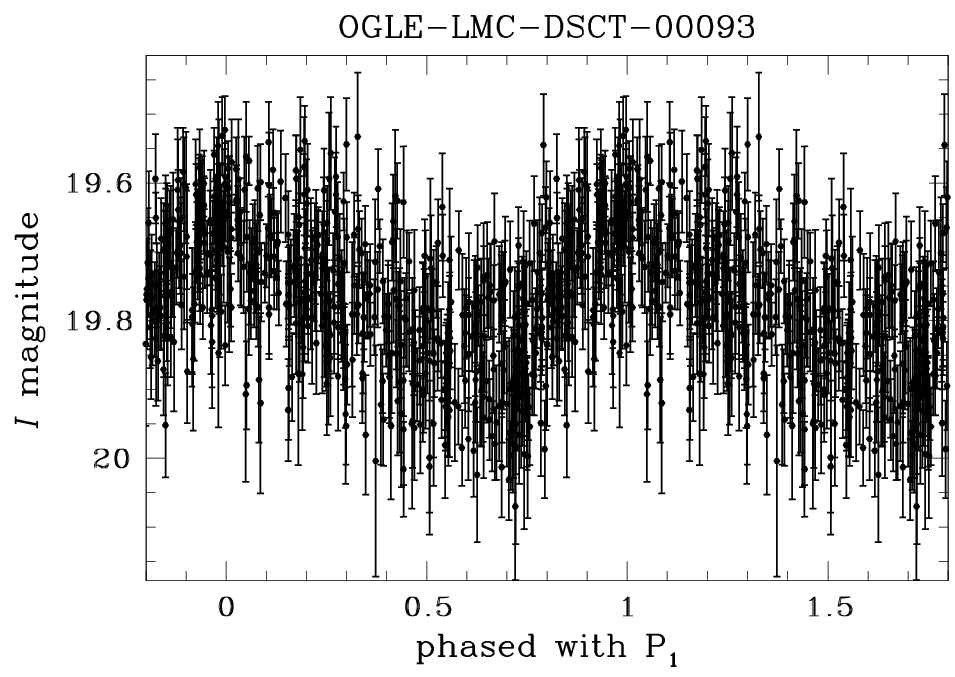 OGLE-LMC-DSCT-00093
I magnitude
19.6
19.8
20
0 0.5 1 1.5
phased with P₁